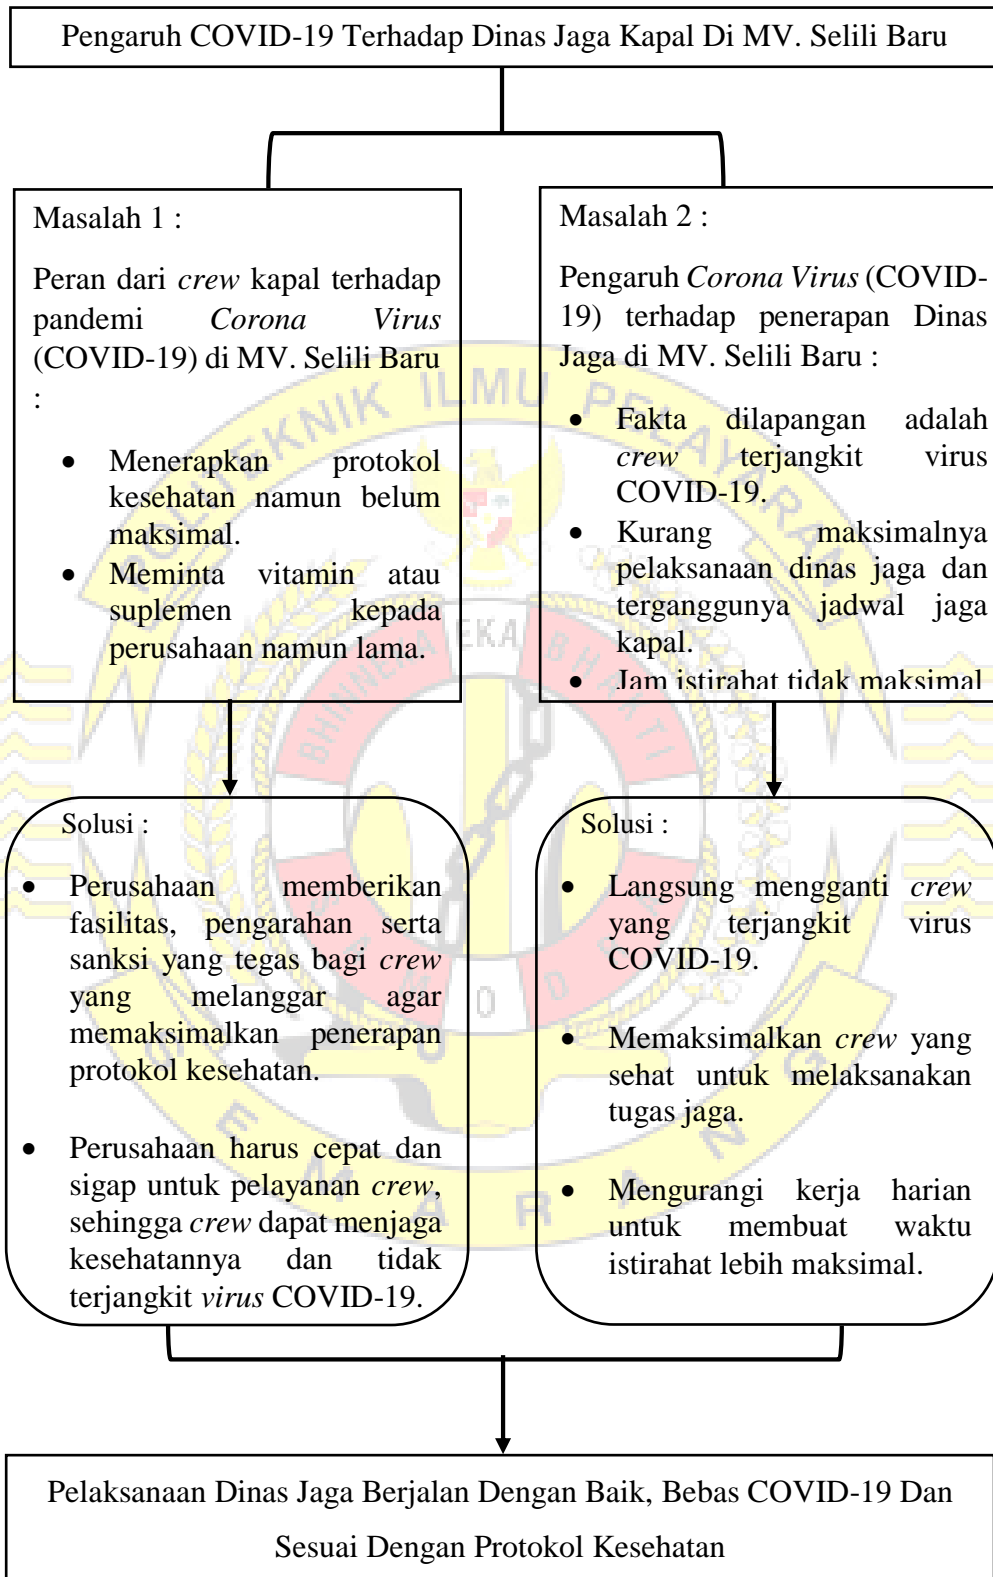 Pengaruh COVID-19 Terhadap Dinas Jaga Kapal Di MV. Selili Baru
Masalah 1 :
Peran dari crew kapal terhadap
pandemi Corona Virus
(COVID-19) di MV. Selili Baru
:
• Menerapkan protokol
kesehatan namun belum
maksimal.
• Meminta vitamin atau
suplemen kepada
perusahaan namun lama.
Masalah 2 :
Pengaruh Corona Virus (COVID-
19) terhadap penerapan Dinas
Jaga di MV. Selili Baru :
• Fakta dilapangan adalah
crew terjangkit virus
COVID-19.
• Kurang maksimalnya
pelaksanaan dinas jaga dan
terganggunya jadwal jaga
kapal.
• Jam istirahat tidak maksimal
Solusi :
• Perusahaan memberikan
fasilitas, pengarahan serta
sanksi yang tegas bagi crew
yang melanggar agar
memaksimalkan penerapan
protokol kesehatan.
• Perusahaan harus cepat dan
sigap untuk pelayanan crew,
sehingga crew dapat menjaga
kesehatannya dan tidak
terjangkit virus COVID-19.
Solusi :
• Langsung mengganti crew
yang terjangkit virus
COVID-19.
• Memaksimalkan crew yang
sehat untuk melaksanakan
tugas jaga.
• Mengurangi kerja harian
untuk membuat waktu
istirahat lebih maksimal.
Pelaksanaan Dinas Jaga Berjalan Dengan Baik, Bebas COVID-19 Dan
Sesuai Dengan Protokol Kesehatan
POLITEKNIK ILMU PELAYARAN
BHINNEKA EKA BHAKTI
SAMUDRA
SEMARANG